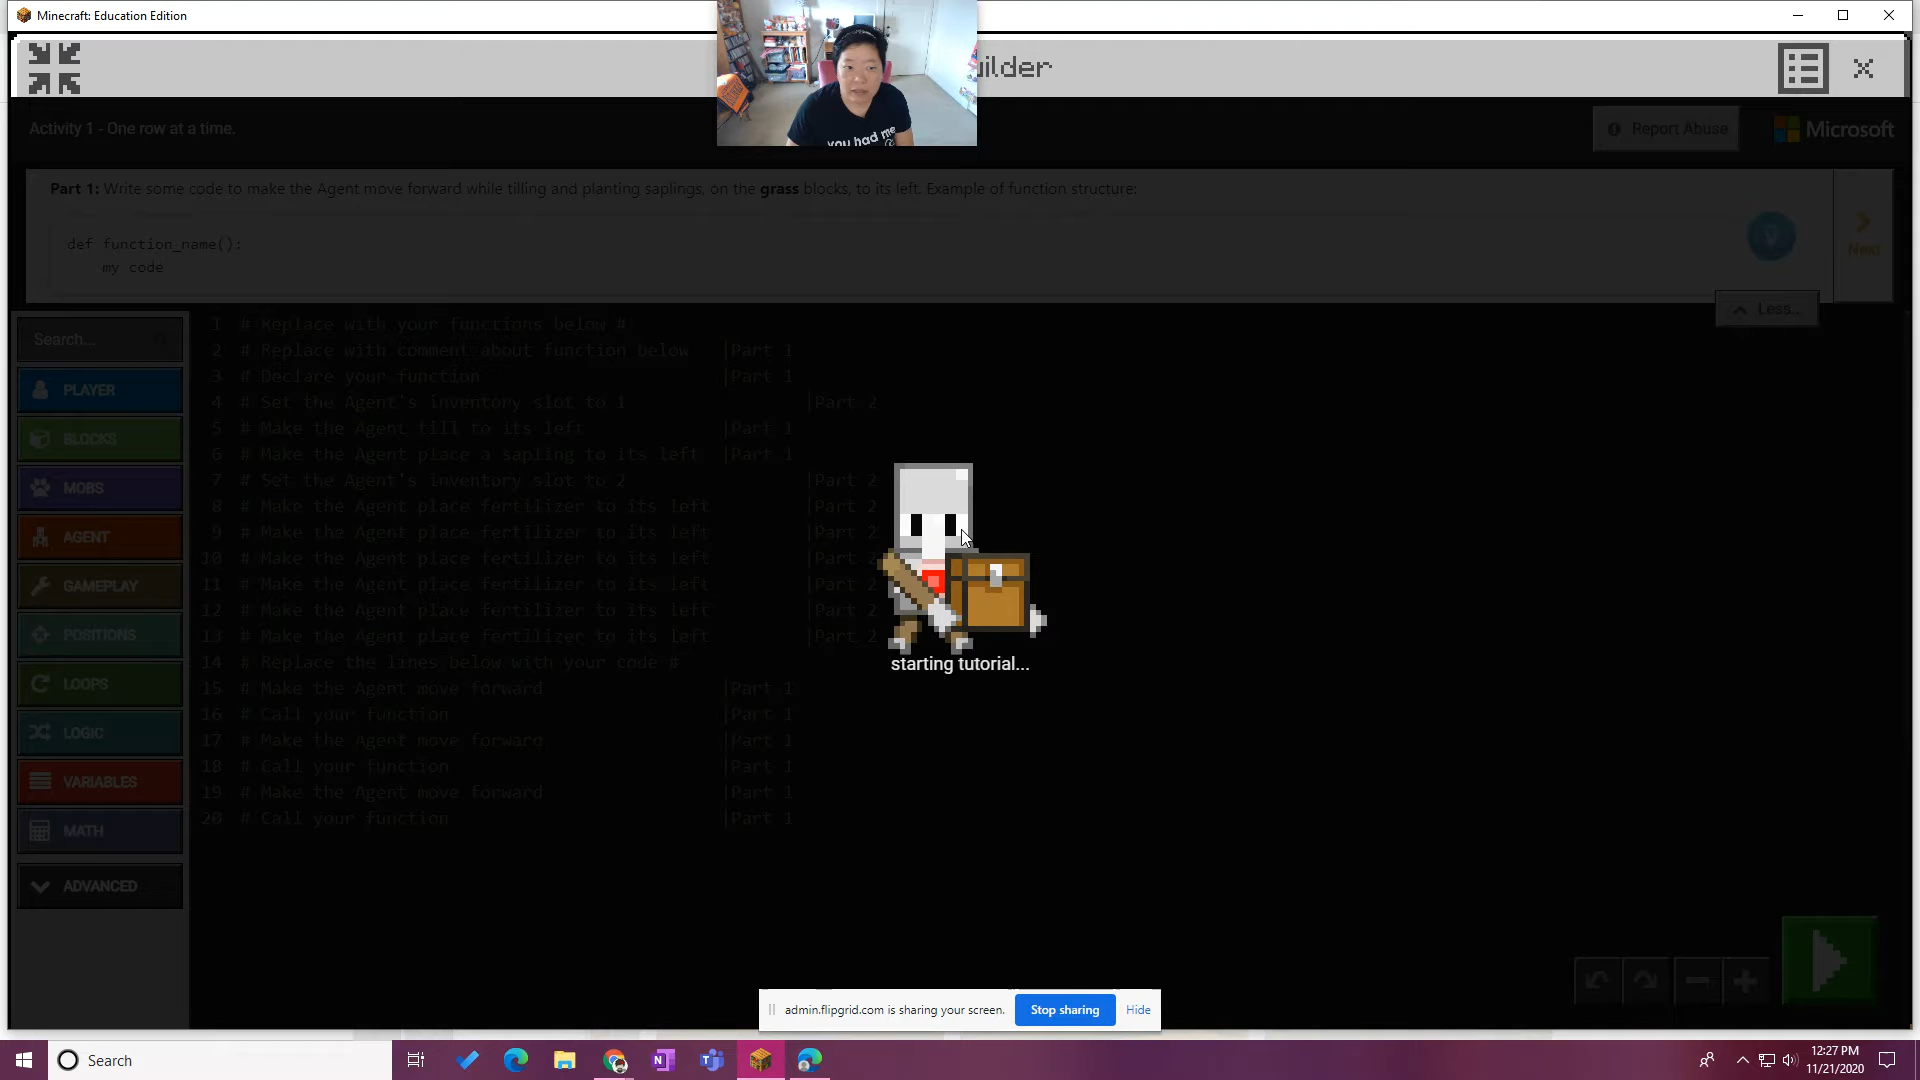 Minecraft: Education Edition
uilder
Activity 1 - One row at a time.
Report Abuse
Microsoft
Part 1: Write some code to make the Agent move forward while tilling and planting saplings, on the grass blocks, to its left. Example of function structure:
def function_name():
my code
Next
Less...
Search...
PLAYER
BLOCKS
MOBS
AGENT
GAMEPLAY
POSITIONS
LOOPS
LOGIC
VARIABLES
MATH
ADVANCED
1 # Replace with your functions below #
2 # Replace with comment about function below |Part 1
3 # Declare your function |Part 1
4 # Set the Agent's inventory slot to 1 |Part 2
5 # Make the Agent till to its left |Part 1
6 # Make the Agent place a sapling to its left |Part 1
7 # Set the Agent's inventory slot to 2 |Part 2
8 # Make the Agent place fertilizer to its left |Part 2
9 # Make the Agent place fertilizer to its left |Part 2
10 # Make the Agent place fertilizer to its left |Part 2
11 # Make the Agent place fertilizer to its left |Part 2
12 # Make the Agent place fertilizer to its left |Part 2
13 # Make the Agent place fertilizer to its left |Part 2
14 # Replace the lines below with your code #
15 # Make the Agent move forward |Part 1
16 # Call your function |Part 1
17 # Make the Agent move forward |Part 1
18 # Call your function |Part 1
19 # Make the Agent move forward |Part 1
20 # Call your function |Part 1
you had me
starting tutorial...
admin.flipgrid.com is sharing your screen.
Stop sharing
Hide
Search
12:27 PM
11/21/2020